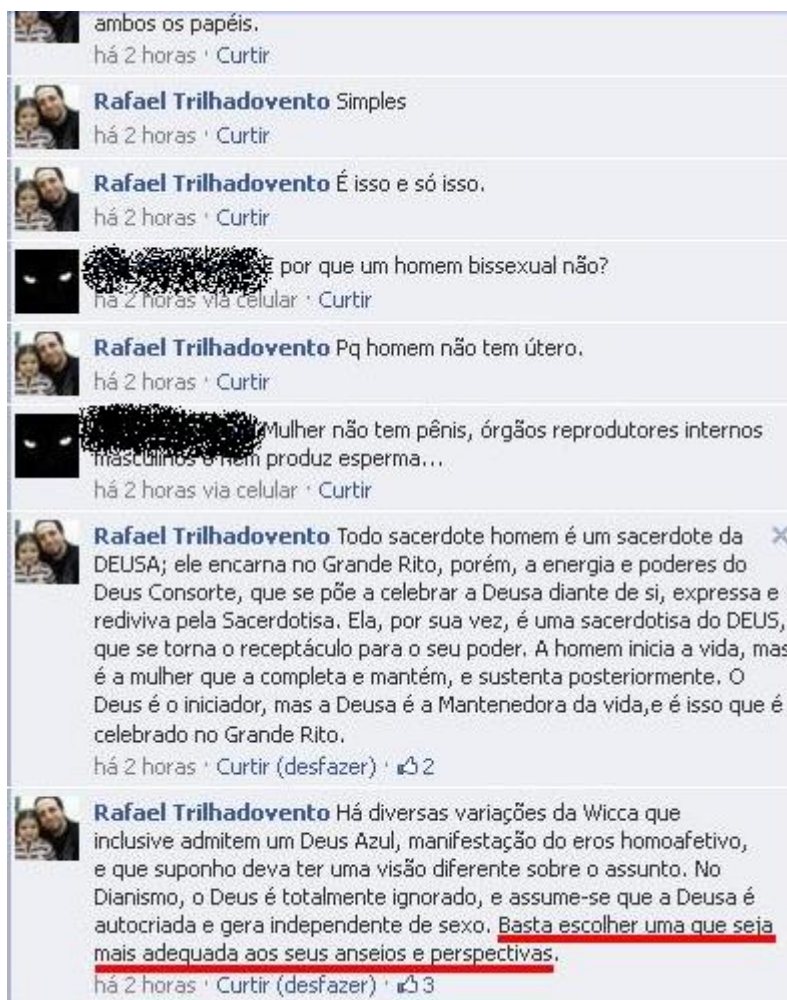 ambos os papéis.
há 2 horas · Curtir
Rafael Trilhadovento Simples
há 2 horas · Curtir
Rafael Trilhadovento É isso e só isso.
há 2 horas · Curtir
por que um homem bissexual não?
há 2 horas via celular · Curtir
Rafael Trilhadovento Pq homem não tem útero.
há 2 horas · Curtir
Mulher não tem pênis, órgãos reprodutores internos
masculinos e nem produz esperma...
há 2 horas via celular · Curtir
Rafael Trilhadovento Todo sacerdote homem é um sacerdote da
DEUSA; ele encarna no Grande Rito, porém, a energia e poderes do
Deus Consorte, que se põe a celebrar a Deusa diante de si, expressa e
rediviva pela Sacerdotisa. Ela, por sua vez, é uma sacerdotisa do DEUS,
que se torna o receptáculo para o seu poder. A homem inicia a vida, mas
é a mulher que a completa e mantém, e sustenta posteriormente. O
Deus é o iniciador, mas a Deusa é a Mantenedora da vida,e é isso que é
celebrado no Grande Rito.
há 2 horas · Curtir (desfazer) · 2
Rafael Trilhadovento Há diversas variações da Wicca que
inclusive admitem um Deus Azul, manifestação do eros homoafetivo,
e que suponho deva ter uma visão diferente sobre o assunto. No
Dianismo, o Deus é totalmente ignorado, e assume-se que a Deusa é
autocriada e gera independente de sexo. Basta escolher uma que seja
mais adequada aos seus anseios e perspectivas.
há 2 horas · Curtir (desfazer) · 3